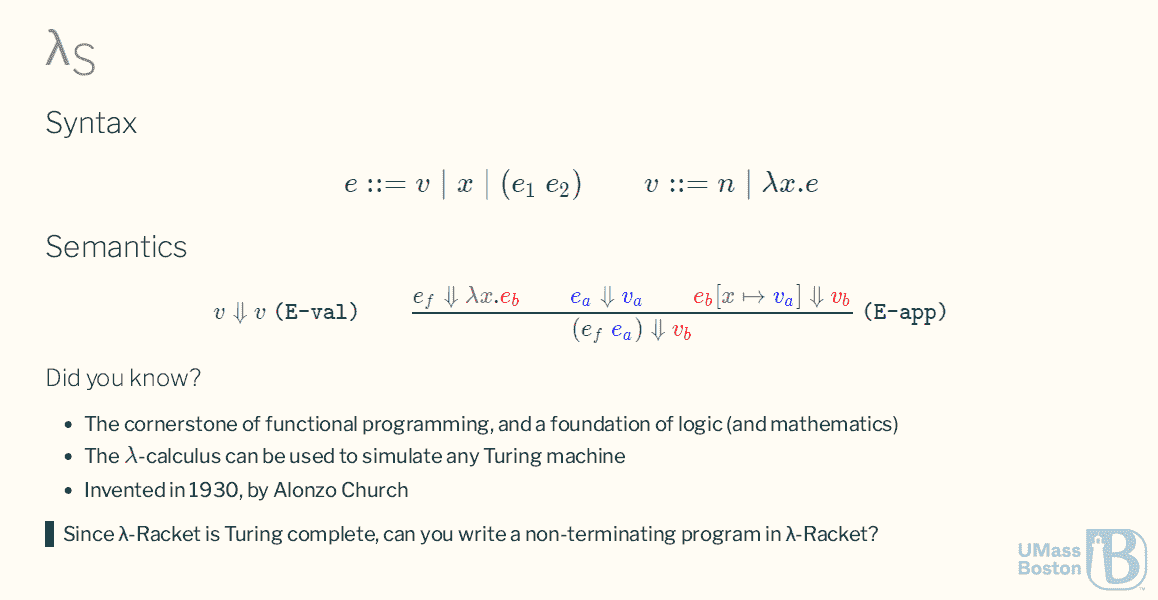 λS
Syntax
e ::= v | x | (e₁ e₂) v ::= n | λx.e
Semantics
e_f ⇓ λx.e_b e_a ⇓ v_a e_b[x ↦ v_a] ⇓ v_b
v ⇓ v (E-val) (E-app)
(e_f e_a) ⇓ v_b
Did you know?
• The cornerstone of functional programming, and a foundation of logic (and mathematics)
• The λ-calculus can be used to simulate any Turing machine
• Invented in 1930, by Alonzo Church
Since λ-Racket is Turing complete, can you write a non-terminating program in λ-Racket?
UMass
Boston
B